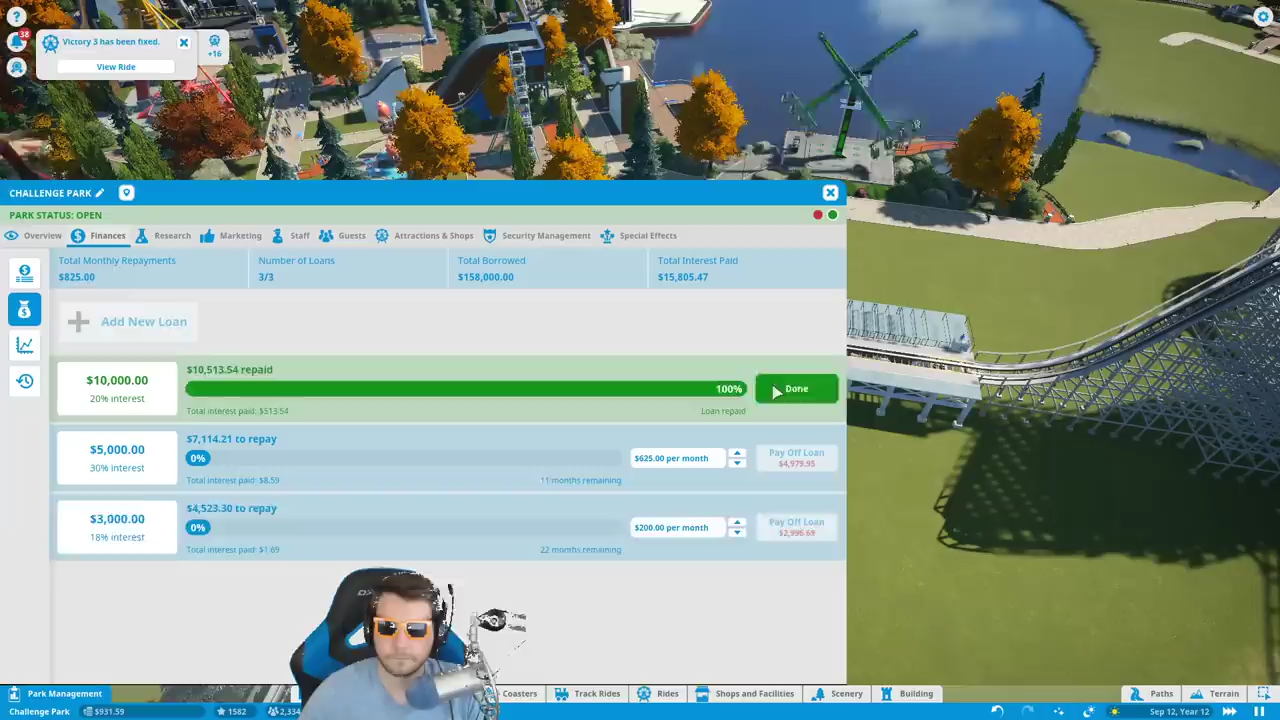 38
Victory 3 has been fixed.
+16
View Ride
CHALLENGE PARK
PARK STATUS: OPEN
Overview Finances Research Marketing Staff Guests Attractions & Shops Security Management Special Effects
Total Monthly Repayments Number of Loans Total Borrowed Total Interest Paid
$825.00 3/3 $158,000.00 $15,805.47
Add New Loan
$10,000.00
20% interest
$10,513.54 repaid
100%
Total interest paid: $513.54
Loan repaid
Done
$5,000.00
30% interest
$7,114.21 to repay
0%
$625.00 per month
Total interest paid: $8.59
11 months remaining
Pay Off Loan
$4,979.95
$3,000.00
18% interest
$4,523.30 to repay
0%
$200.00 per month
Total interest paid: $1.69
22 months remaining
Pay Off Loan
Park Management Coasters Track Rides Rides Shops and Facilities Scenery Building Paths Terrain
Challenge Park $931.59 1582 2,334 Sep 12, Year 12